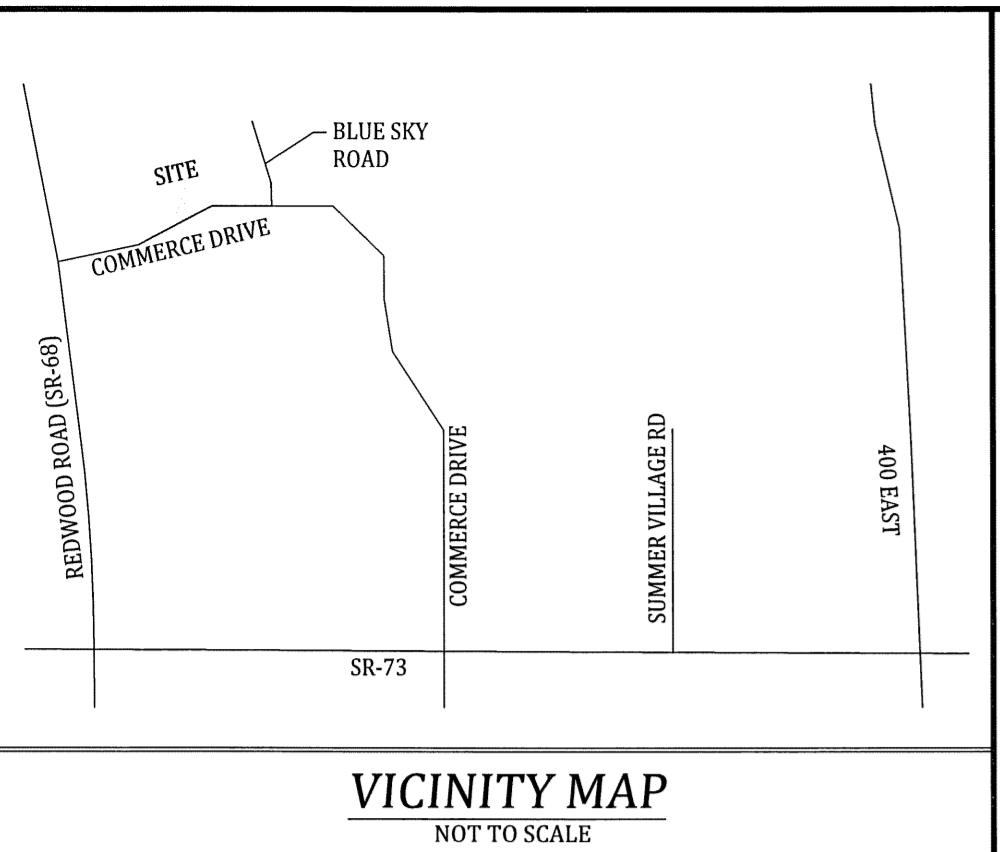 BLUE SKY
ROAD
SITE
COMMERCE DRIVE
REDWOOD ROAD (SR-68)
COMMERCE DRIVE
SUMMER VILLAGE RD
400 EAST
SR-73
VICINITY MAP
NOT TO SCALE